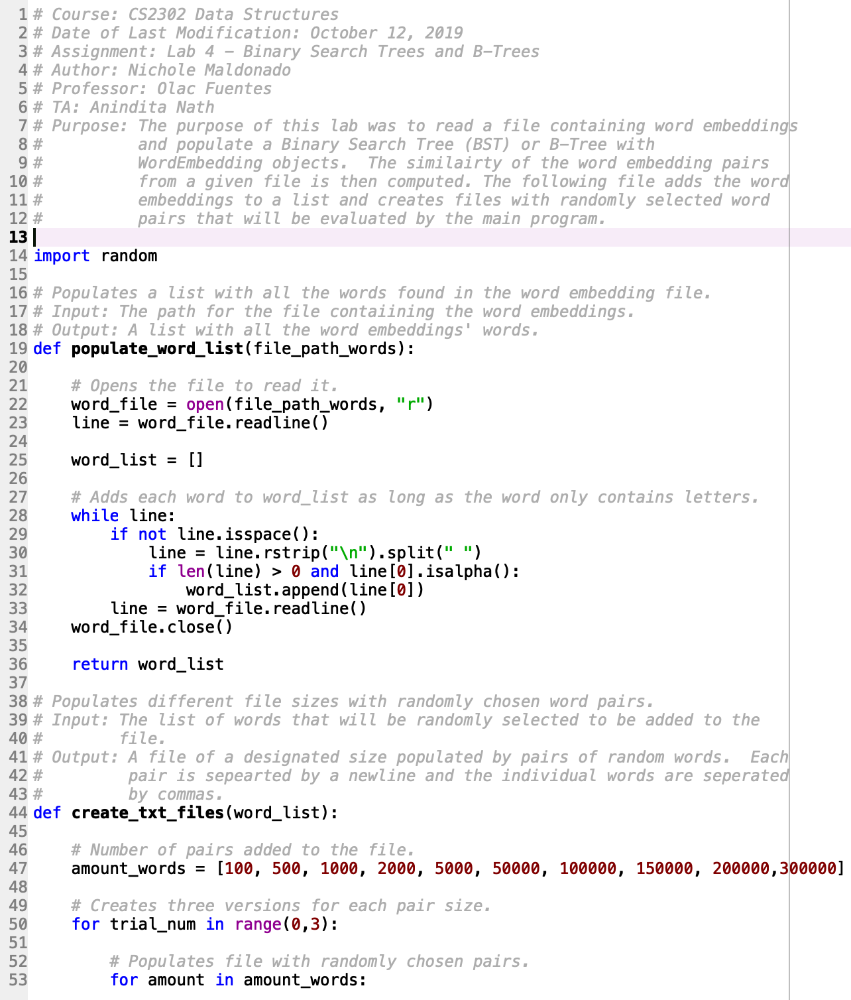 1 # Course: CS2302 Data Structures
2 # Date of Last Modification: October 12, 2019
3 # Assignment: Lab 4 – Binary Search Trees and B–Trees
4 # Author: Nichole Maldonado
5 # Professor: Olac Fuentes
6 # TA: Anindita Nath
7 # Purpose: The purpose of this lab was to read a file containing word embeddings
8 #          and populate a Binary Search Tree (BST) or B–Tree with
9 #          WordEmbedding objects.  The similairty of the word embedding pairs
10 #          from a given file is then computed. The following file adds the word
11 #          embeddings to a list and creates files with randomly selected word
12 #          pairs that will be evaluated by the main program.
13
14 import random
15
16 # Populates a list with all the words found in the word embedding file.
17 # Input: The path for the file contaiining the word embeddings.
18 # Output: A list with all the word embeddings' words.
19 def populate_word_list(file_path_words):
20
21     # Opens the file to read it.
22     word_file = open(file_path_words, "r")
23     line = word_file.readline()
24
25     word_list = []
26
27     # Adds each word to word_list as long as the word only contains letters.
28     while line:
29         if not line.isspace():
30             line = line.rstrip("\n").split(" ")
31             if len(line) > 0 and line[0].isalpha():
32                 word_list.append(line[0])
33         line = word_file.readline()
34     word_file.close()
35
36     return word_list
37
38 # Populates different file sizes with randomly chosen word pairs.
39 # Input: The list of words that will be randomly selected to be added to the
40 #        file.
41 # Output: A file of a designated size populated by pairs of random words.  Each
42 #         pair is sepearted by a newline and the individual words are seperated
43 #         by commas.
44 def create_txt_files(word_list):
45
46     # Number of pairs added to the file.
47     amount_words = [100, 500, 1000, 2000, 5000, 50000, 100000, 150000, 200000,300000]
48
49     # Creates three versions for each pair size.
50     for trial_num in range(0,3):
51
52         # Populates file with randomly chosen pairs.
53         for amount in amount_words: